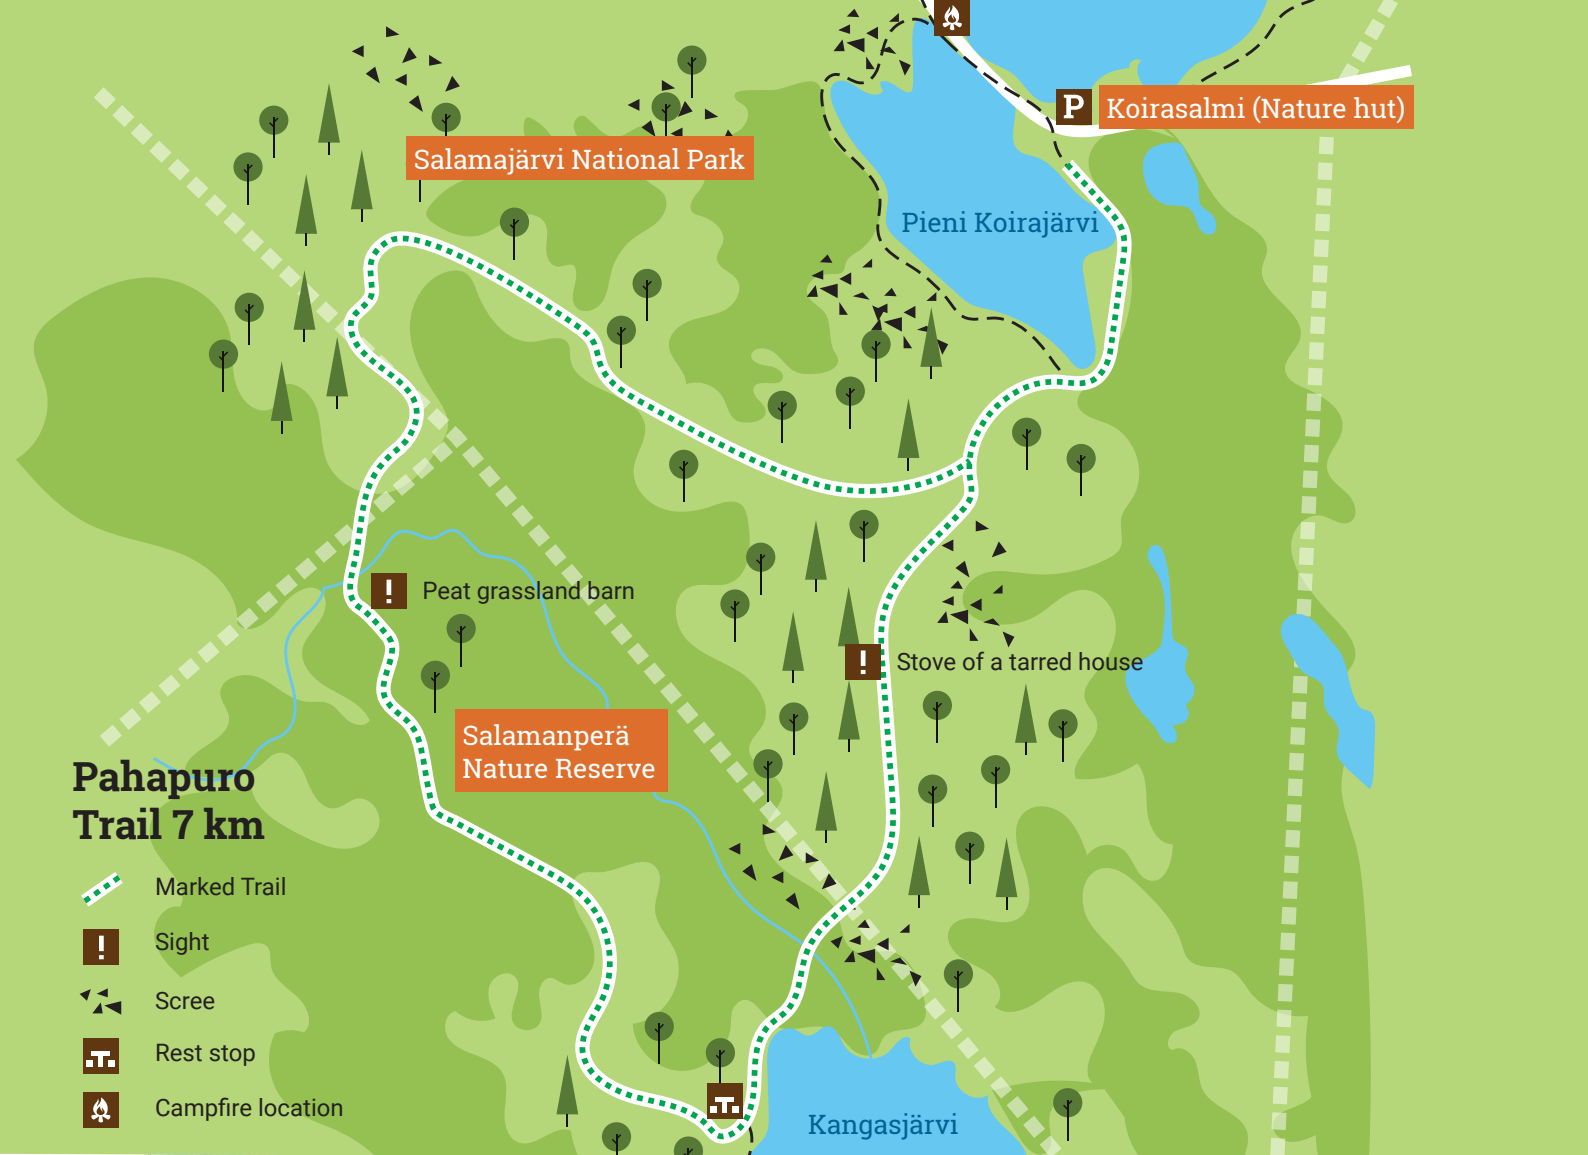 P
Koirasalmi (Nature hut)
Salamajärvi National Park
Pieni Koirajärvi
! Peat grassland barn
! Stove of a tarred house
Salamanperä
Nature Reserve
Pahapuro
Trail 7 km
Marked Trail
! Sight
Scree
Rest stop
Campfire location
Kangasjärvi